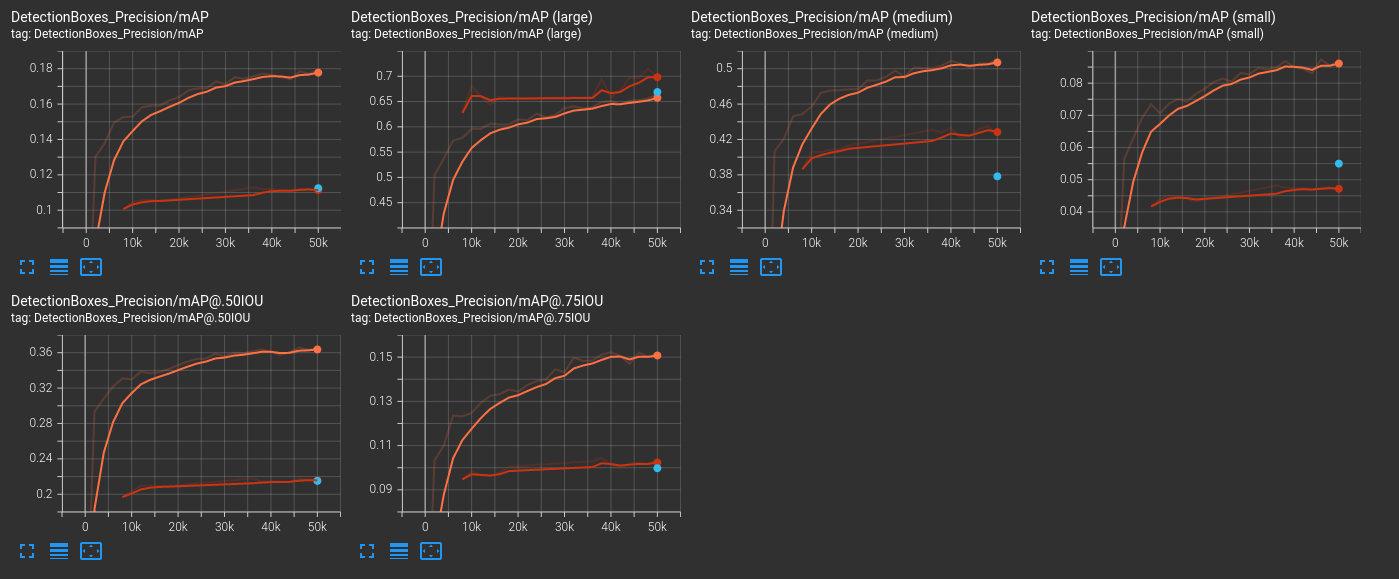 DetectionBoxes_Precision/mAP
tag: DetectionBoxes_Precision/mAP
0.18
0.16
0.14
0.12
0.1
0 10k 20k 30k 40k 50k
DetectionBoxes_Precision/mAP (large)
tag: DetectionBoxes_Precision/mAP (large)
0.7
0.65
0.6
0.55
0.5
0.45
0 10k 20k 30k 40k 50k
DetectionBoxes_Precision/mAP (medium)
tag: DetectionBoxes_Precision/mAP (medium)
0.5
0.46
0.42
0.38
0.34
0 10k 20k 30k 40k 50k
DetectionBoxes_Precision/mAP (small)
tag: DetectionBoxes_Precision/mAP (small)
0.08
0.07
0.06
0.05
0.04
0 10k 20k 30k 40k 50k
DetectionBoxes_Precision/mAP@.50IOU
tag: DetectionBoxes_Precision/mAP@.50IOU
0.36
0.32
0.28
0.24
0.2
0 10k 20k 30k 40k 50k
DetectionBoxes_Precision/mAP@.75IOU
tag: DetectionBoxes_Precision/mAP@.75IOU
0.15
0.13
0.11
0.09
0 10k 20k 30k 40k 50k